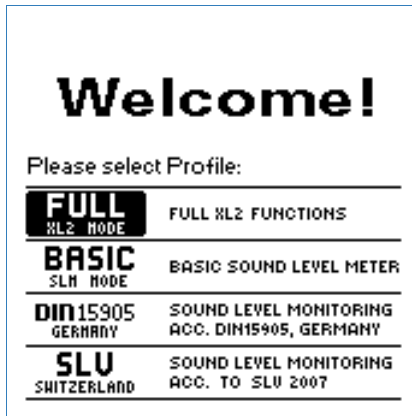 Welcome!
Please select Profile:
FULL
XL2 MODE
FULL XL2 FUNCTIONS
BASIC
SLM MODE
BASIC SOUND LEVEL METER
DIN15905
GERMANY
SOUND LEVEL MONITORING
ACC. DIN15905, GERMANY
SLV
SWITZERLAND
SOUND LEVEL MONITORING
ACC. TO SLV 2007